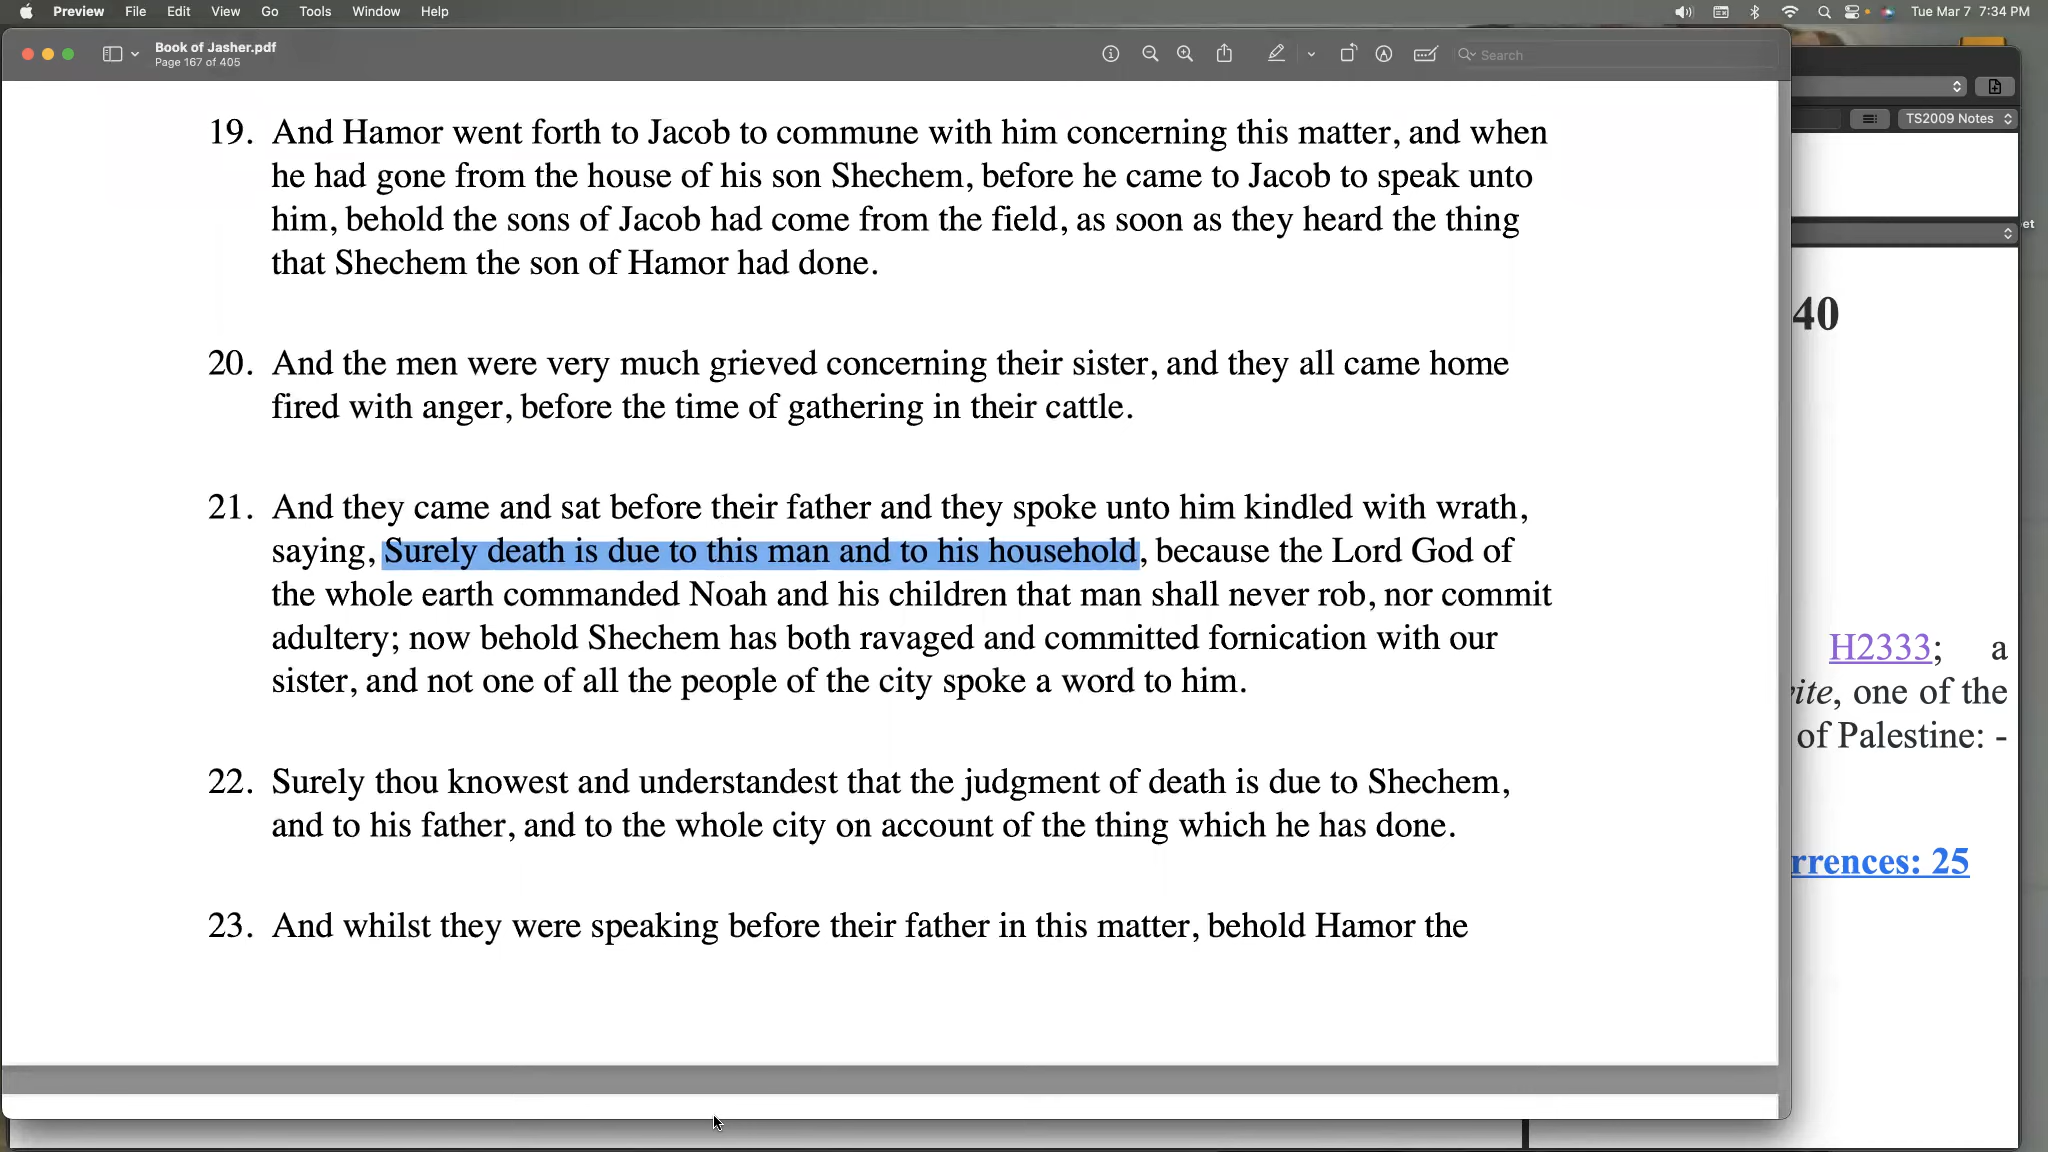 Preview File Edit View Go Tools Window Help
Tue Mar 7 7:34 PM
Book of Jasher.pdf
Page 167 of 405
Search
19. And Hamor went forth to Jacob to commune with him concerning this matter, and when
he had gone from the house of his son Shechem, before he came to Jacob to speak unto
him, behold the sons of Jacob had come from the field, as soon as they heard the thing
that Shechem the son of Hamor had done.
20. And the men were very much grieved concerning their sister, and they all came home
fired with anger, before the time of gathering in their cattle.
21. And they came and sat before their father and they spoke unto him kindled with wrath,
saying, Surely death is due to this man and to his household, because the Lord God of
the whole earth commanded Noah and his children that man shall never rob, nor commit
adultery; now behold Shechem has both ravaged and committed fornication with our
sister, and not one of all the people of the city spoke a word to him.
22. Surely thou knowest and understandest that the judgment of death is due to Shechem,
and to his father, and to the whole city on account of the thing which he has done.
23. And whilst they were speaking before their father in this matter, behold Hamor the
TS2009 Notes
et
40
H2333; a
ite, one of the
of Palestine: -
rrences: 25